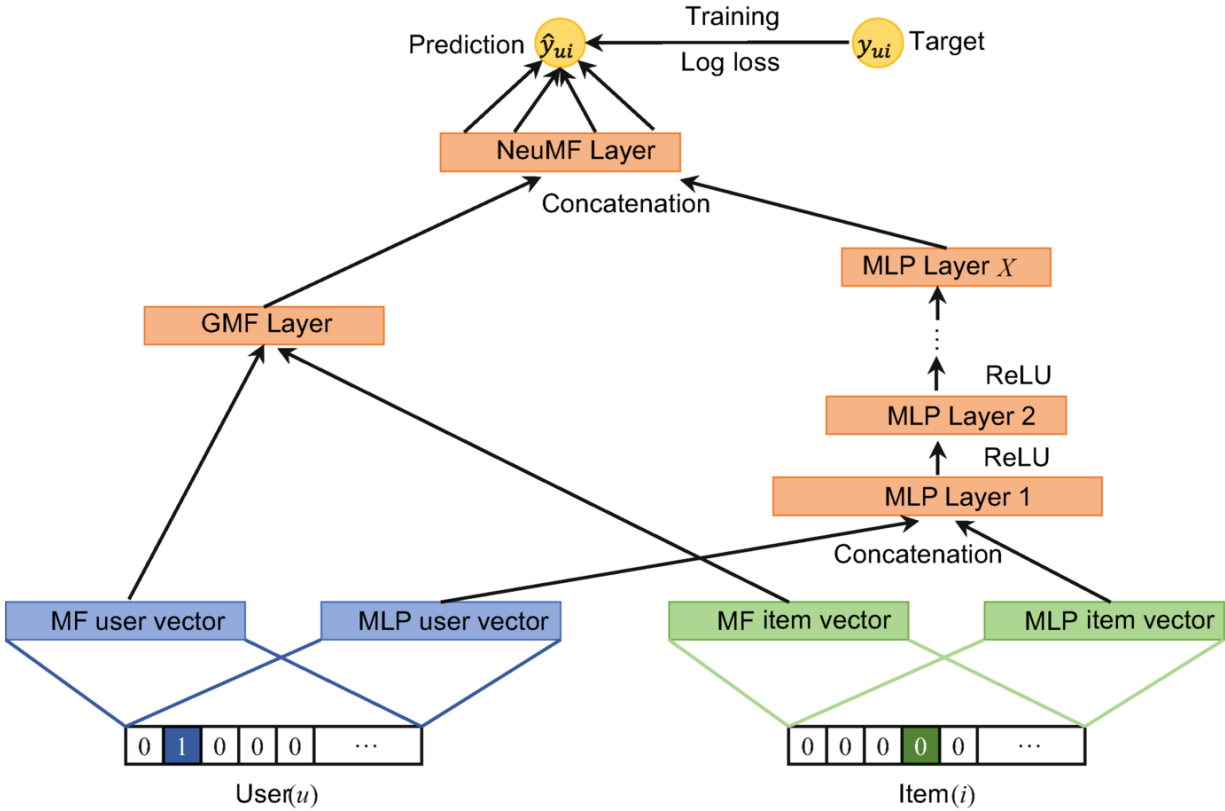 Training
Prediction ŷui yui Target
Log loss
NeuMF Layer
Concatenation
MLP Layer X
GMF Layer
⋮
ReLU
MLP Layer 2
ReLU
MLP Layer 1
Concatenation
MF user vector MLP user vector MF item vector MLP item vector
0 1 0 0 0 ⋯ 0 0 0 0 0 ⋯
User(u) Item(i)